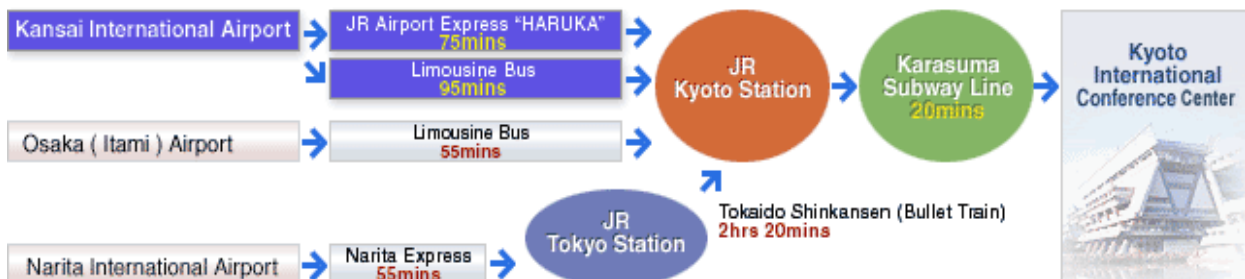 Kansai International Airport
JR Airport Express “HARUKA”
75mins
Limousine Bus
95mins
JR
Kyoto Station
Karasuma
Subway Line
20mins
Kyoto
International
Conference Center
Osaka ( Itami ) Airport
Limousine Bus
55mins
Tokaido Shinkansen (Bullet Train)
2hrs 20mins
JR
Tokyo Station
Narita International Airport
Narita Express
55mins